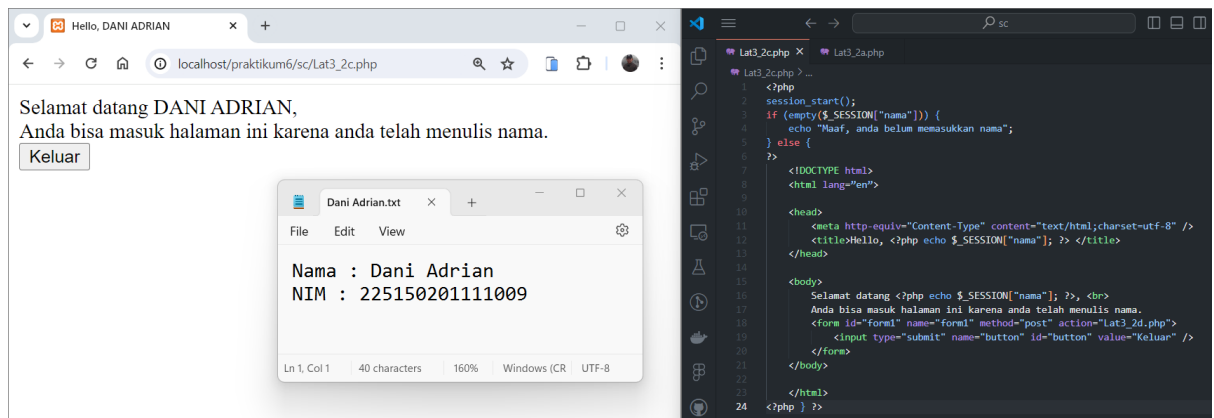 Hello, DANI ADRIAN
localhost/praktikum6/sc/Lat3_2c.php
Selamat datang DANI ADRIAN,
Anda bisa masuk halaman ini karena anda telah menulis nama.
Keluar
Dani Adrian.txt
File Edit View
Nama : Dani Adrian
NIM : 225150201111009
Ln 1, Col 1 40 characters 160% Windows (CR UTF-8
sc
Lat3_2c.php Lat3_2a.php
Lat3_2c.php > ...
1 <?php
2 session_start();
3 if (empty($_SESSION["nama"])) {
4 echo "Maaf, anda belum memasukkan nama";
5 } else {
6 ?>
7 <!DOCTYPE html>
8 <html lang="en">
9
10 <head>
11 <meta http-equiv="Content-Type" content="text/html;charset=utf-8" />
12 <title>Hello, <?php echo $_SESSION["nama"]; ?> </title>
13 </head>
14
15 <body>
16 Selamat datang <?php echo $_SESSION["nama"]; ?>, <br>
17 Anda bisa masuk halaman ini karena anda telah menulis nama.
18 <form id="form1" name="form1" method="post" action="Lat3_2d.php">
19 <input type="submit" name="button" id="button" value="Keluar" />
20 </form>
21 </body>
22
23 </html>
24 <?php } ?>